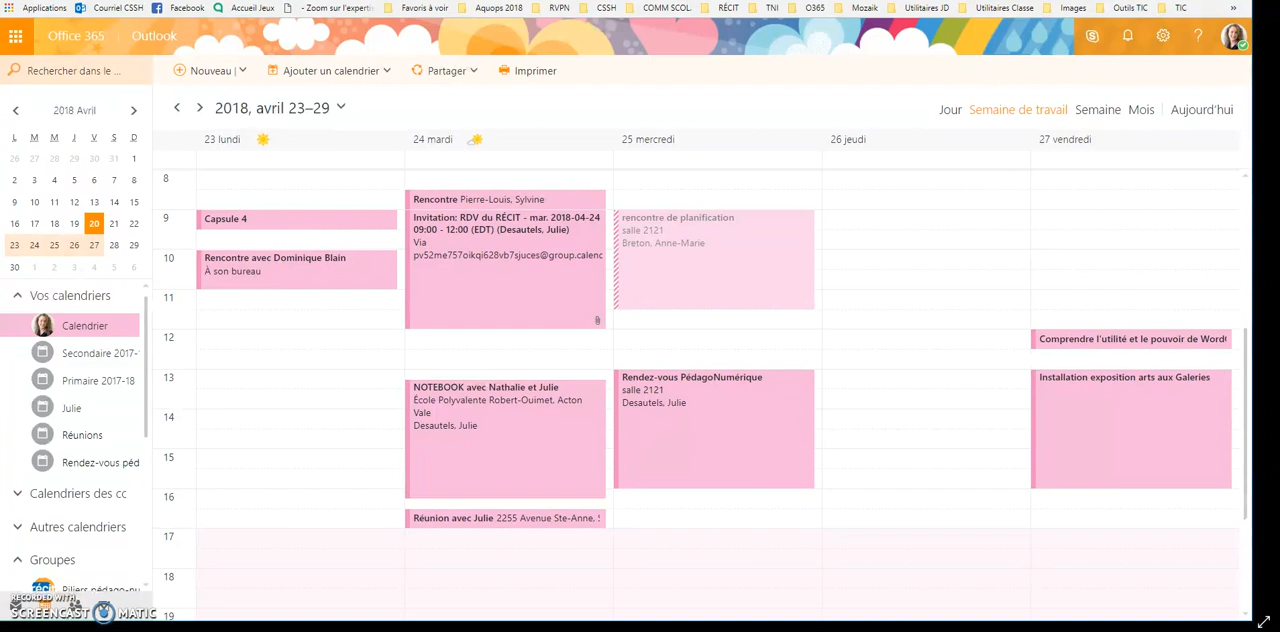 Applications Courriel CSSH Facebook Accueil Jeux - Zoom sur l'expertis Favoris à voir Aquops 2018 RVPN CSSH COMM SCOL. RÉCIT TNI O365 Mozaik Utilitaires JD Utilitaires Classe Images Outils TIC TIC »
Office 365 Outlook ?
Rechercher dans le ... Nouveau | Ajouter un calendrier Partager Imprimer
2018 Avril
L M M J V S D
26 27 28 29 30 31 1
2 3 4 5 6 7 8
9 10 11 12 13 14 15
16 17 18 19 20 21 22
23 24 25 26 27 28 29
30 1 2 3 4 5 6
Vos calendriers
Calendrier
Secondaire 2017-
Primaire 2017-18
Julie
Réunions
Rendez-vous péd
Calendriers des cc
Autres calendriers
Groupes
RECORDED WITH
SCREENCAST MATIC
2018, avril 23–29
Jour Semaine de travail Semaine Mois Aujourd'hui
23 lundi 24 mardi 25 mercredi 26 jeudi 27 vendredi
8
9
10
11
12
13
14
15
16
17
18
19
Capsule 4
Rencontre avec Dominique Blain
À son bureau
Rencontre Pierre-Louis, Sylvine
Invitation: RDV du RÉCIT - mar. 2018-04-24
09:00 - 12:00 (EDT) (Desautels, Julie)
Via
pv52me757oikqi628vb7sjuces@group.calenc
NOTEBOOK avec Nathalie et Julie
École Polyvalente Robert-Ouimet, Acton
Vale
Desautels, Julie
Réunion avec Julie 2255 Avenue Ste-Anne,
rencontre de planification
salle 2121
Breton, Anne-Marie
Rendez-vous PédagoNumérique
salle 2121
Desautels, Julie
Comprendre l'utilité et le pouvoir de Word
Installation exposition arts aux Galeries